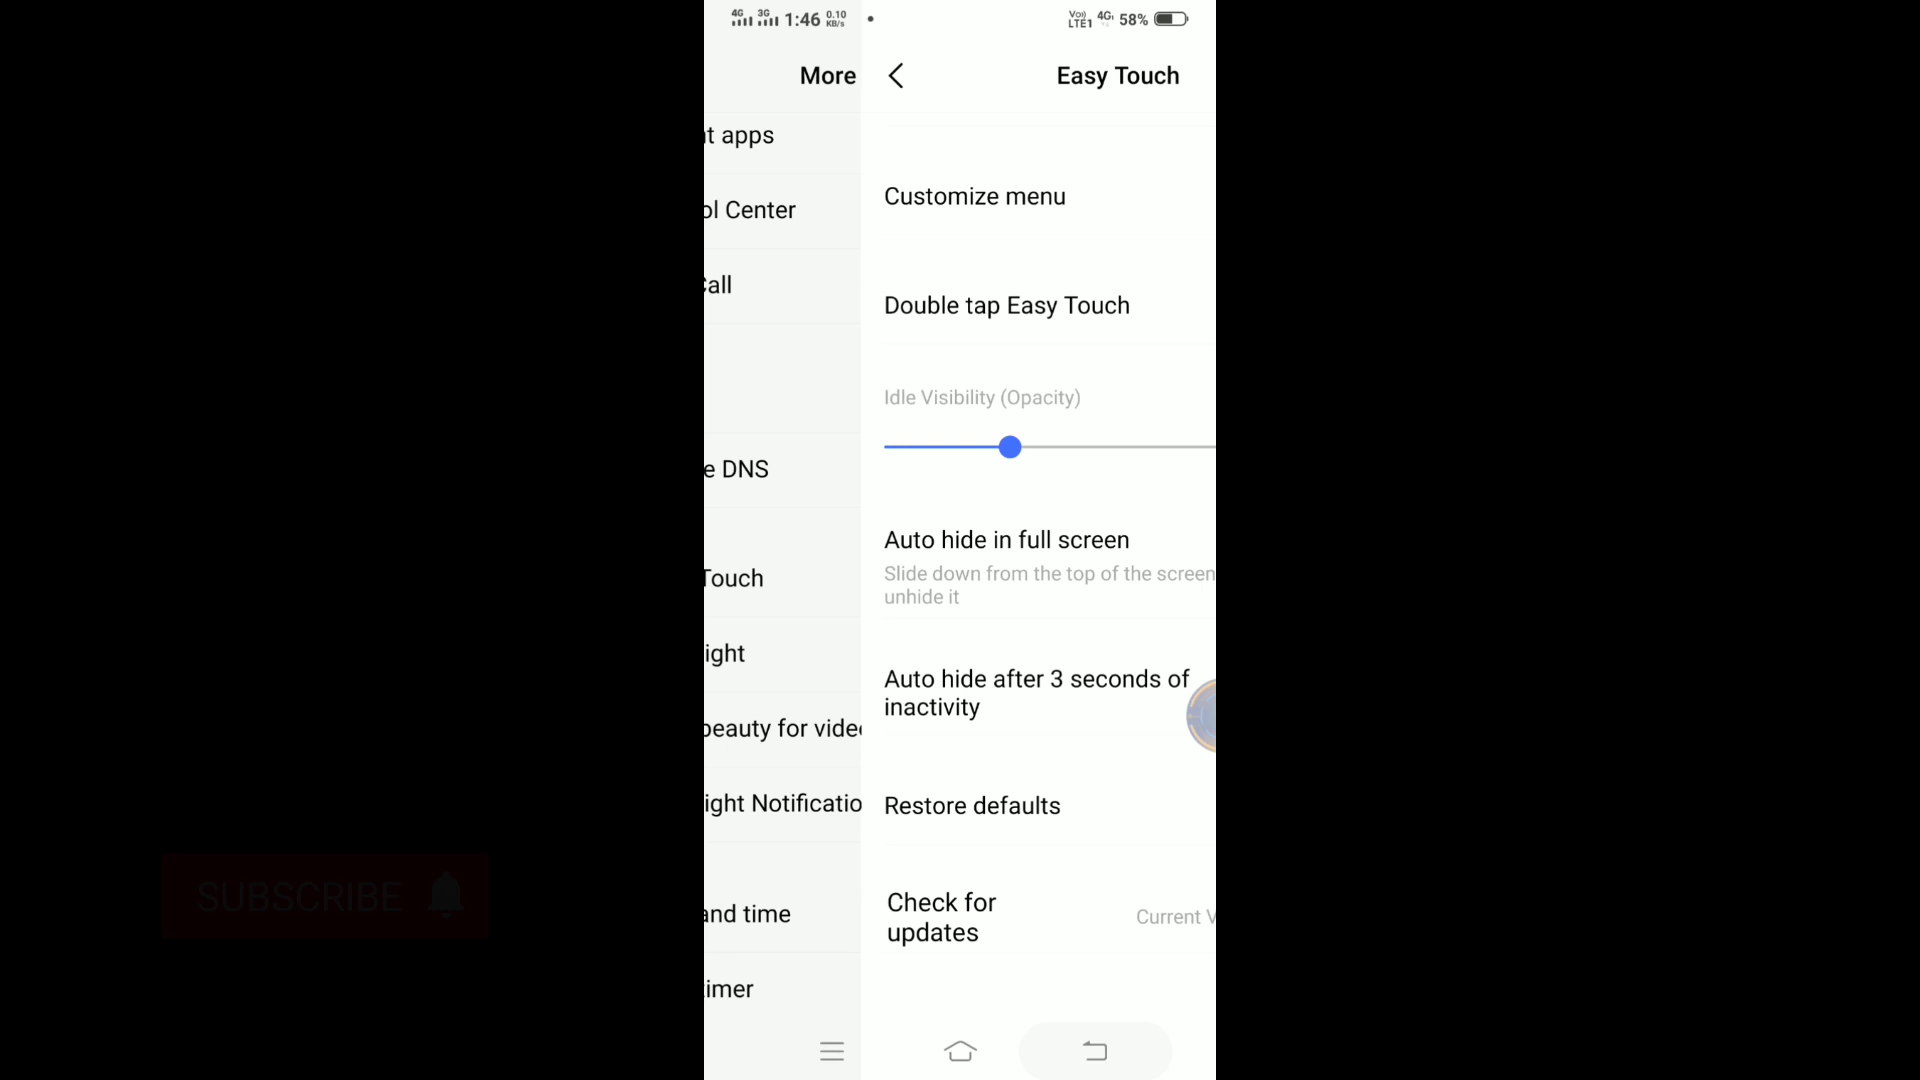 4G 3G 1:46 0.10 KB/s
VoLTE1 4G 58%
More
Easy Touch
t apps
ol Center
all
e DNS
Touch
ight
beauty for vide
ight Notificatio
and time
imer
Customize menu
Double tap Easy Touch
Idle Visibility (Opacity)
Auto hide in full screen
Slide down from the top of the screen
unhide it
Auto hide after 3 seconds of
inactivity
Restore defaults
Check for
updates
Current V
SUBSCRIBE